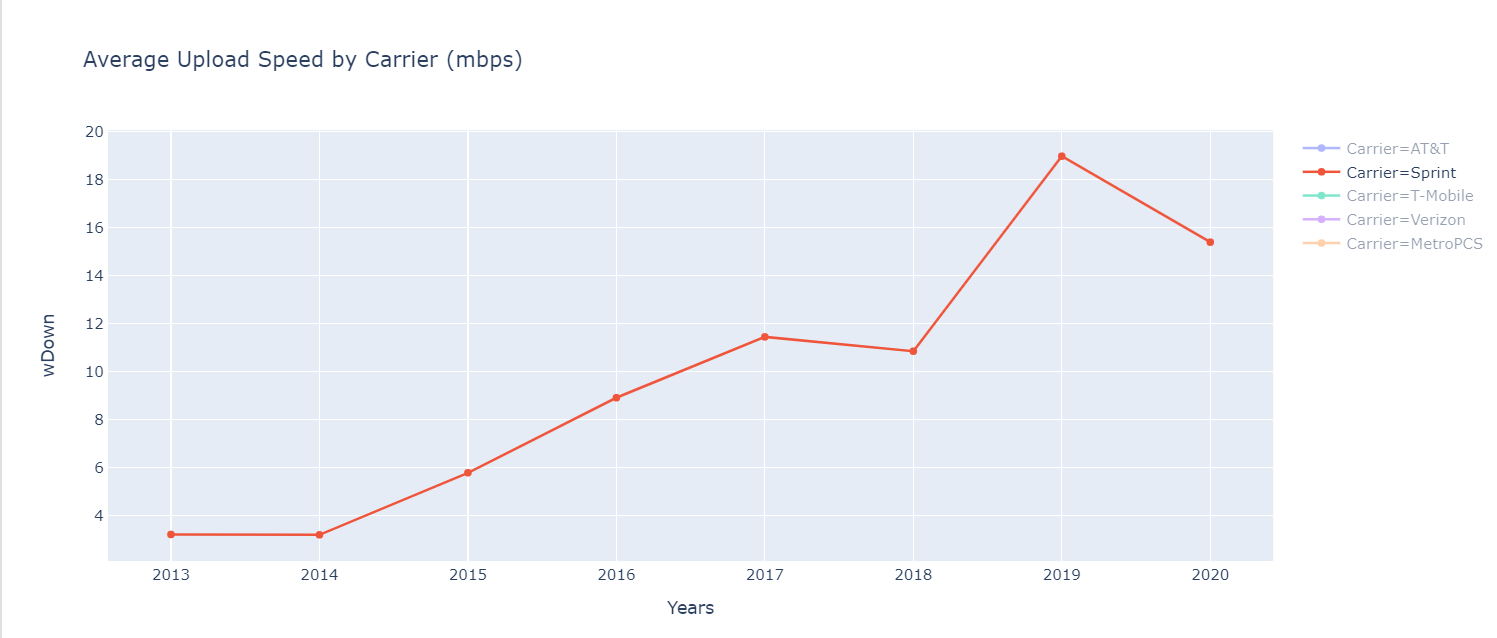 Average Upload Speed by Carrier (mbps)
20
18
16
14
12
10
8
6
4
wDown
2013 2014 2015 2016 2017 2018 2019 2020
Years
Carrier=AT&T
Carrier=Sprint
Carrier=T-Mobile
Carrier=Verizon
Carrier=MetroPCS